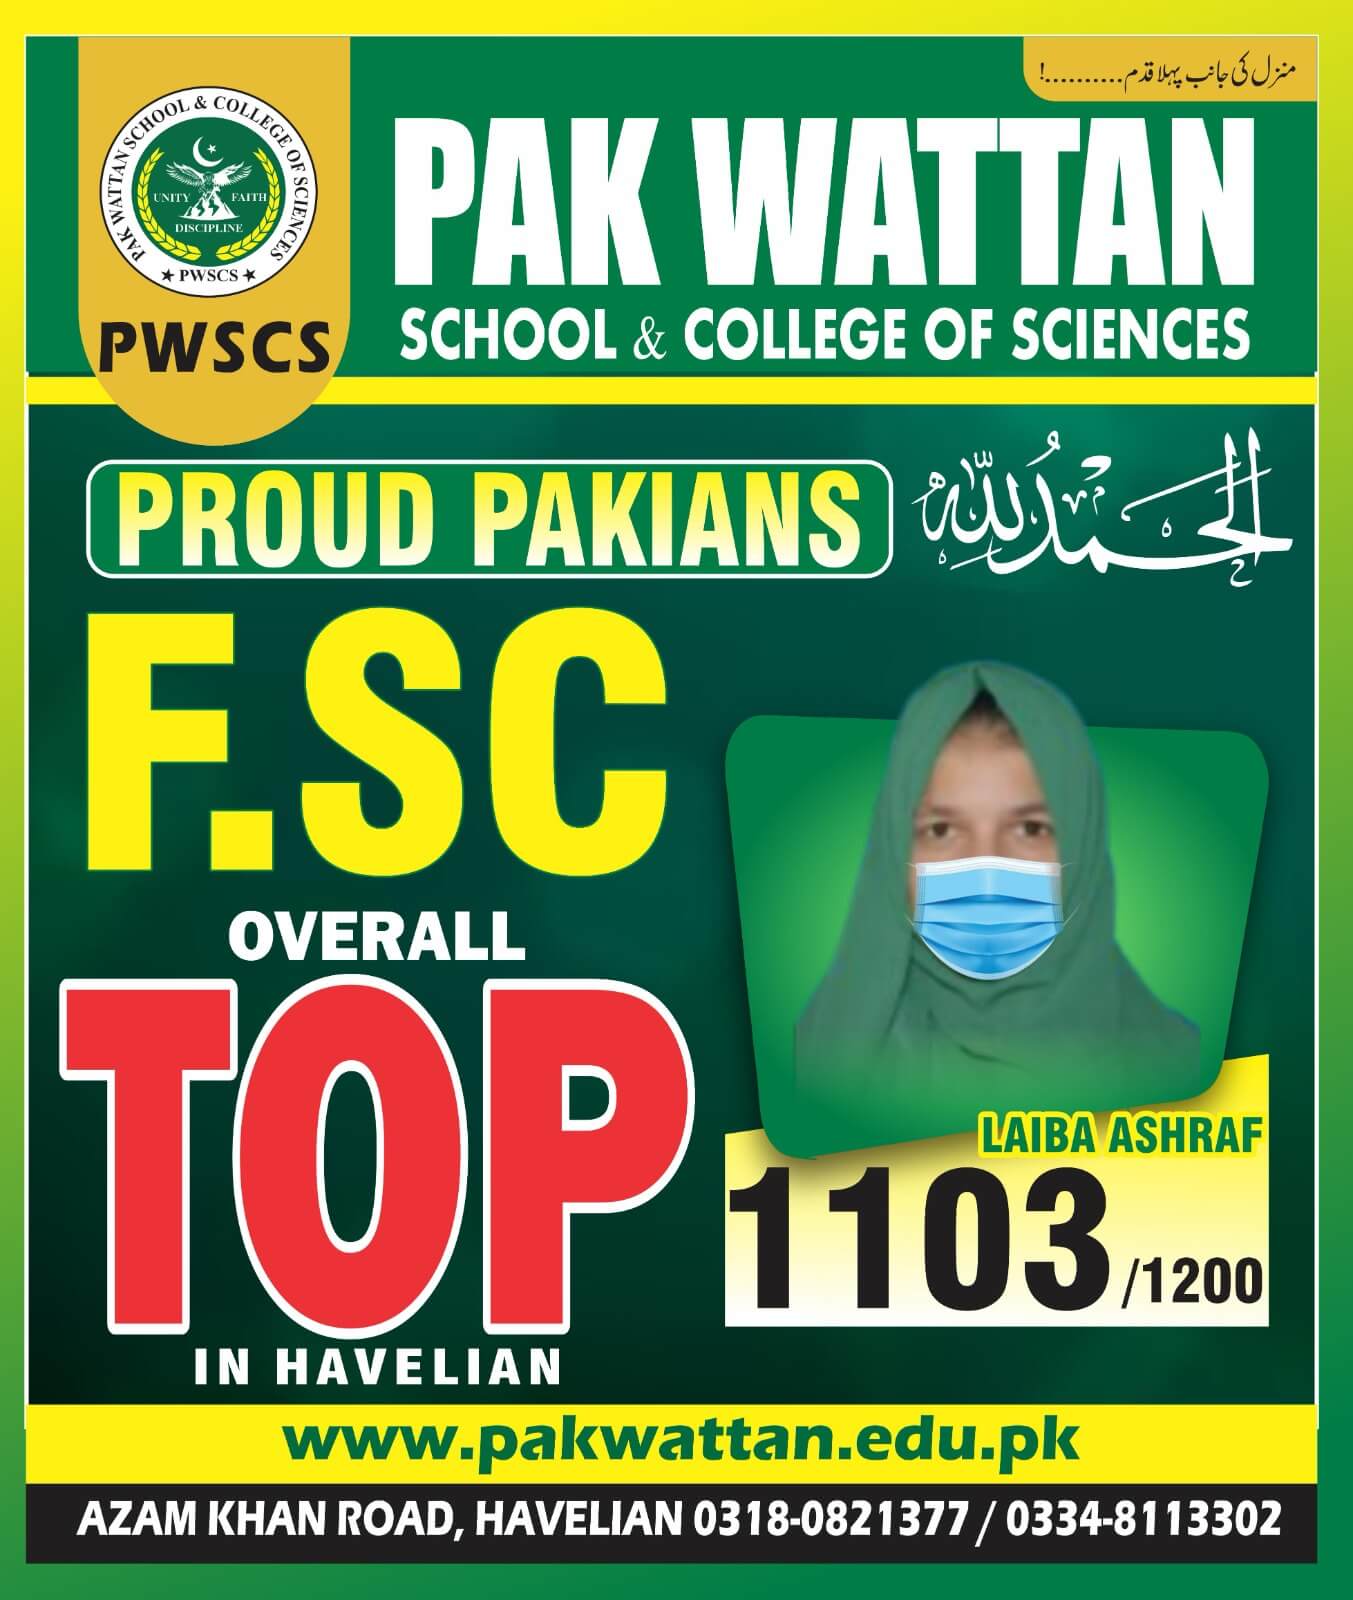 منزل کی جانب پہلا قدم..........!
PAK WATTAN SCHOOL & COLLEGE OF SCIENCES
UNITY FAITH
DISCIPLINE
★ PWSCS ★
PWSCS
PAK WATTAN
SCHOOL & COLLEGE OF SCIENCES
PROUD PAKIANS
الحمدُللّٰه
F.SC
OVERALL
TOP
IN HAVELIAN
LAIBA ASHRAF
1103/1200
www.pakwattan.edu.pk
AZAM KHAN ROAD, HAVELIAN 0318-0821377 / 0334-8113302